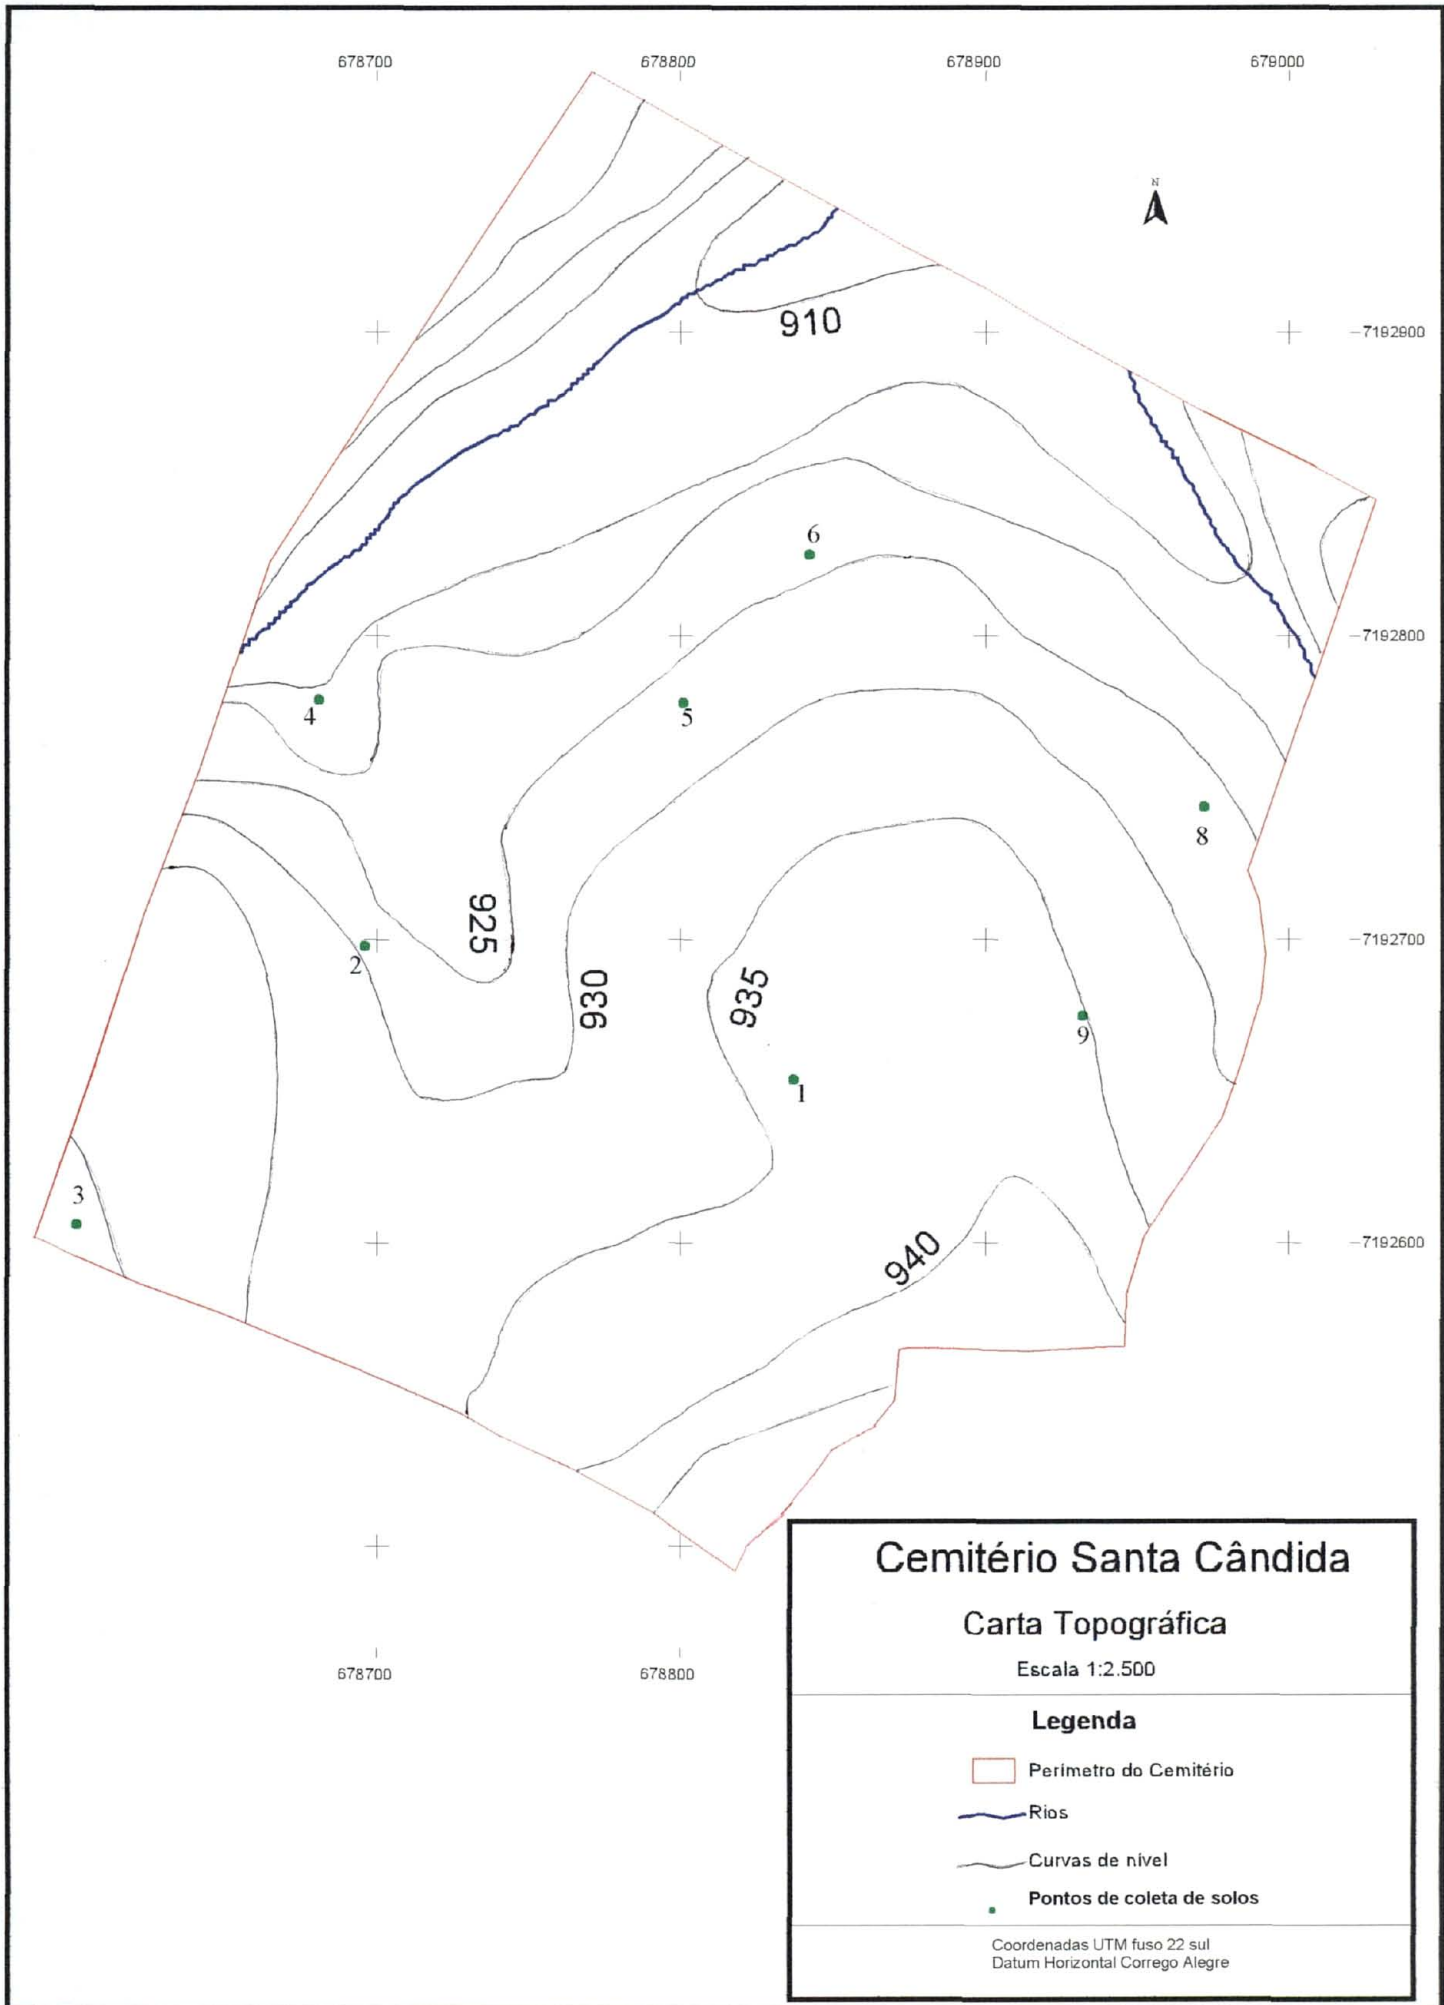 678700 678800 678900 679000
N
910
7192900
6
7192800
4
5
8
925
7192700
2
930
935
9
1
3
940
7192600
678700 678800
Cemitério Santa Cândida
Carta Topográfica
Escala 1:2.500
Legenda
Perímetro do Cemitério
Rios
Curvas de nível
Pontos de coleta de solos
Coordenadas UTM fuso 22 sul
Datum Horizontal Corrego Alegre